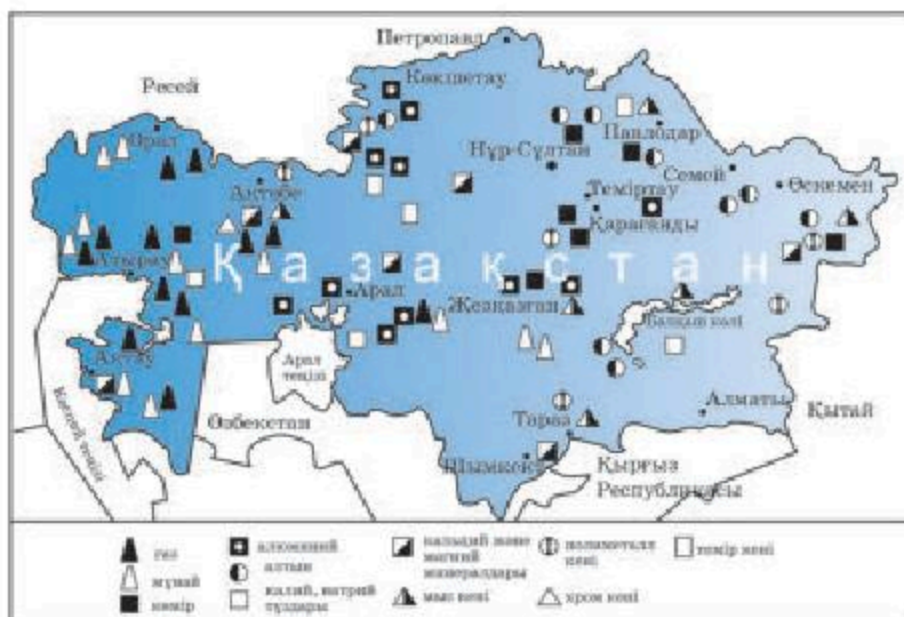 Петропавл
Көкшетау
Ресей
Орал
Павлодар
Нұр-Сұлтан
Семей
Ақтөбе
Теміртау
Өскемен
Қарағанды
Қазақстан
Атырау
Арал
Жезқазған
Балқаш көлі
Ақтау
Арал
теңізі
Алматы
Қытай
Каспий теңізі
Өзбекстан
Тараз
Шымкент
Қырғыз
Республикасы
газ
алюминий
кальций және
магний
минералдары
полиметалл
кені
темір кені
мұнай
алтын
көмір
калий, натрий
тұздары
мыс кені
хром кені